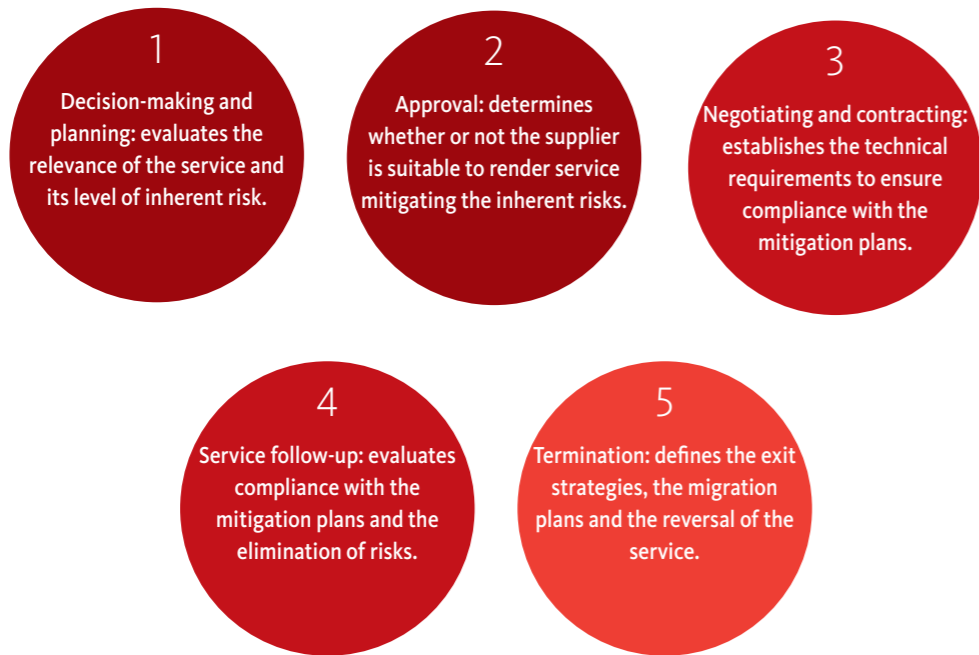 1
Decision-making and
planning: evaluates the
relevance of the service and
its level of inherent risk.
2
Approval: determines
whether or not the supplier
is suitable to render service
mitigating the inherent risks.
3
Negotiating and contracting:
establishes the technical
requirements to ensure
compliance with the
mitigation plans.
4
Service follow-up: evaluates
compliance with the
mitigation plans and the
elimination of risks.
5
Termination: defines the exit
strategies, the migration
plans and the reversal of the
service.